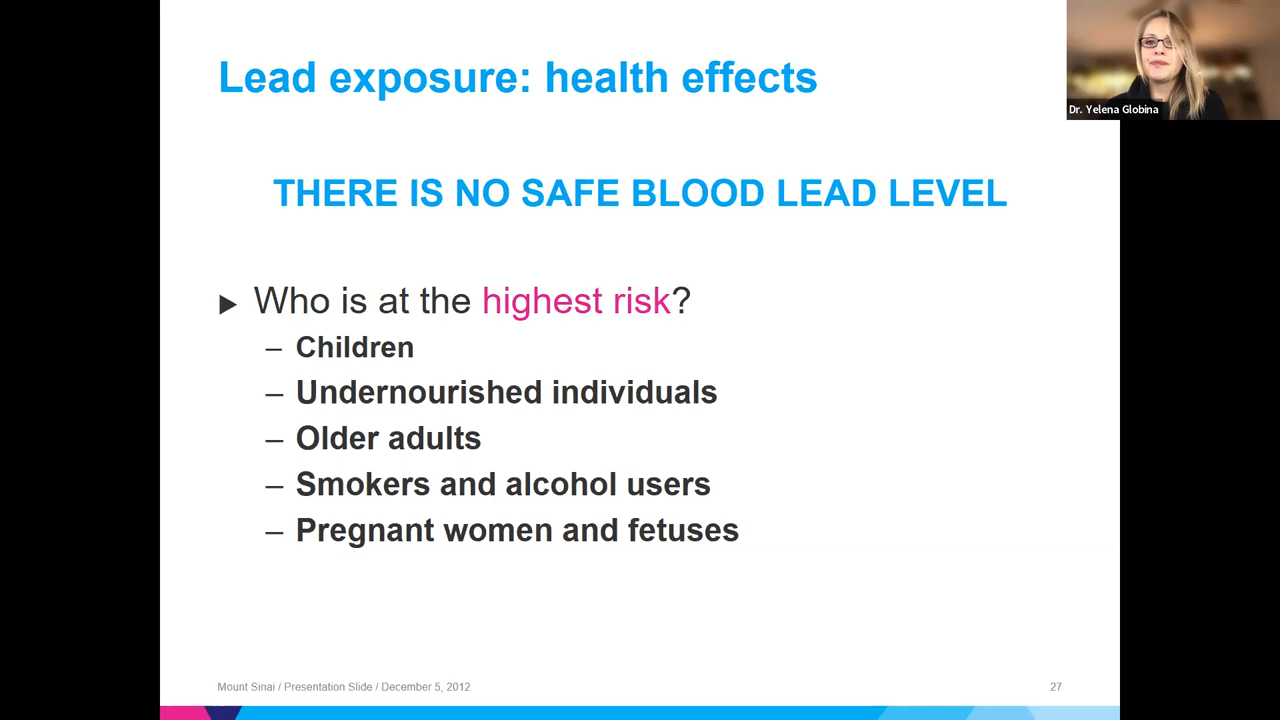 Lead exposure: health effects
Dr. Yelena Globina
THERE IS NO SAFE BLOOD LEAD LEVEL
▶ Who is at the highest risk?
– Children
– Undernourished individuals
– Older adults
– Smokers and alcohol users
– Pregnant women and fetuses
Mount Sinai / Presentation Slide / December 5, 2012
27